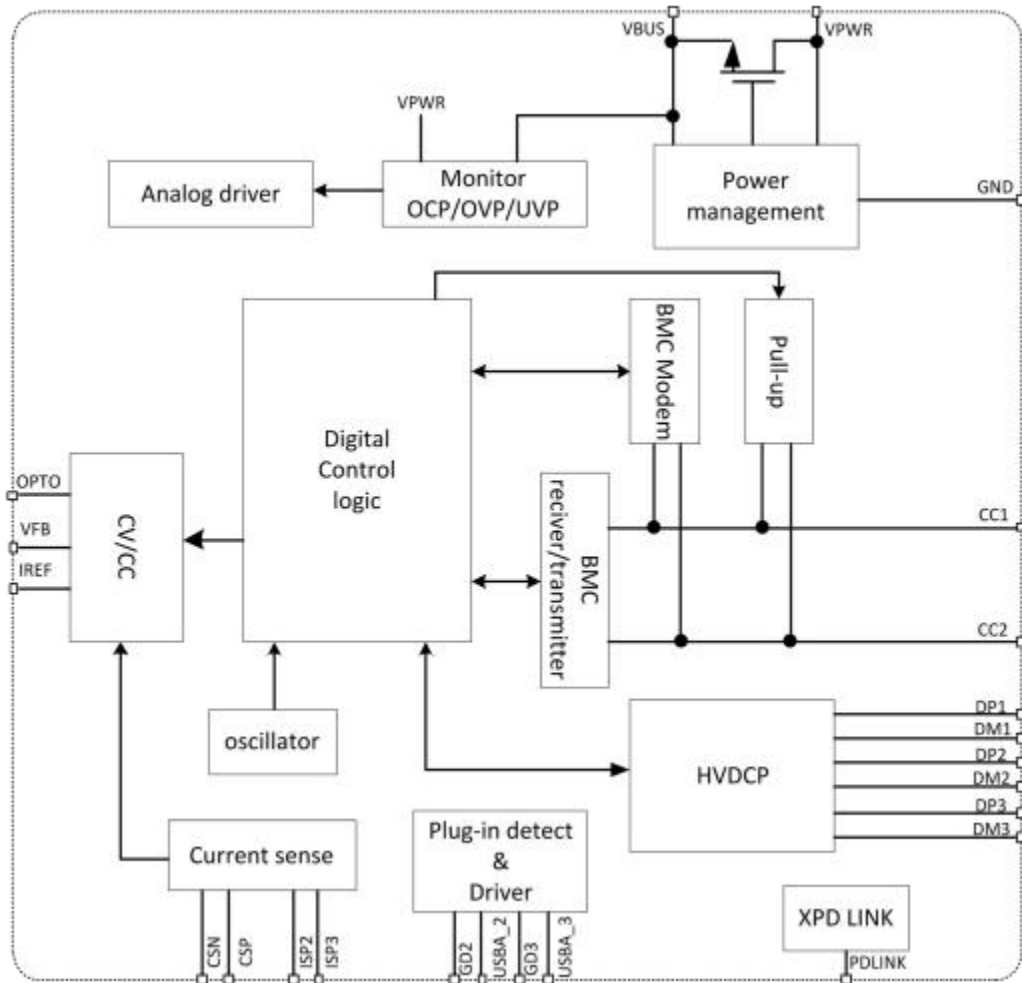 VBUS
VPWR
VPWR
Analog driver
Monitor
OCP/OVP/UVP
Power
management
GND
BMC Modem
Pull-up
Digital
Control
logic
OPTO
VFB
IREF
CV/CC
BMC
reciver/transmitter
CC1
CC2
oscillator
HVDCP
DP1
DM1
DP2
DM2
DP3
DM3
Current sense
Plug-in detect
&
Driver
XPD LINK
CSN
CSP
ISP2
ISP3
GD2
USBA_2
GD3
USBA_3
PDLINK